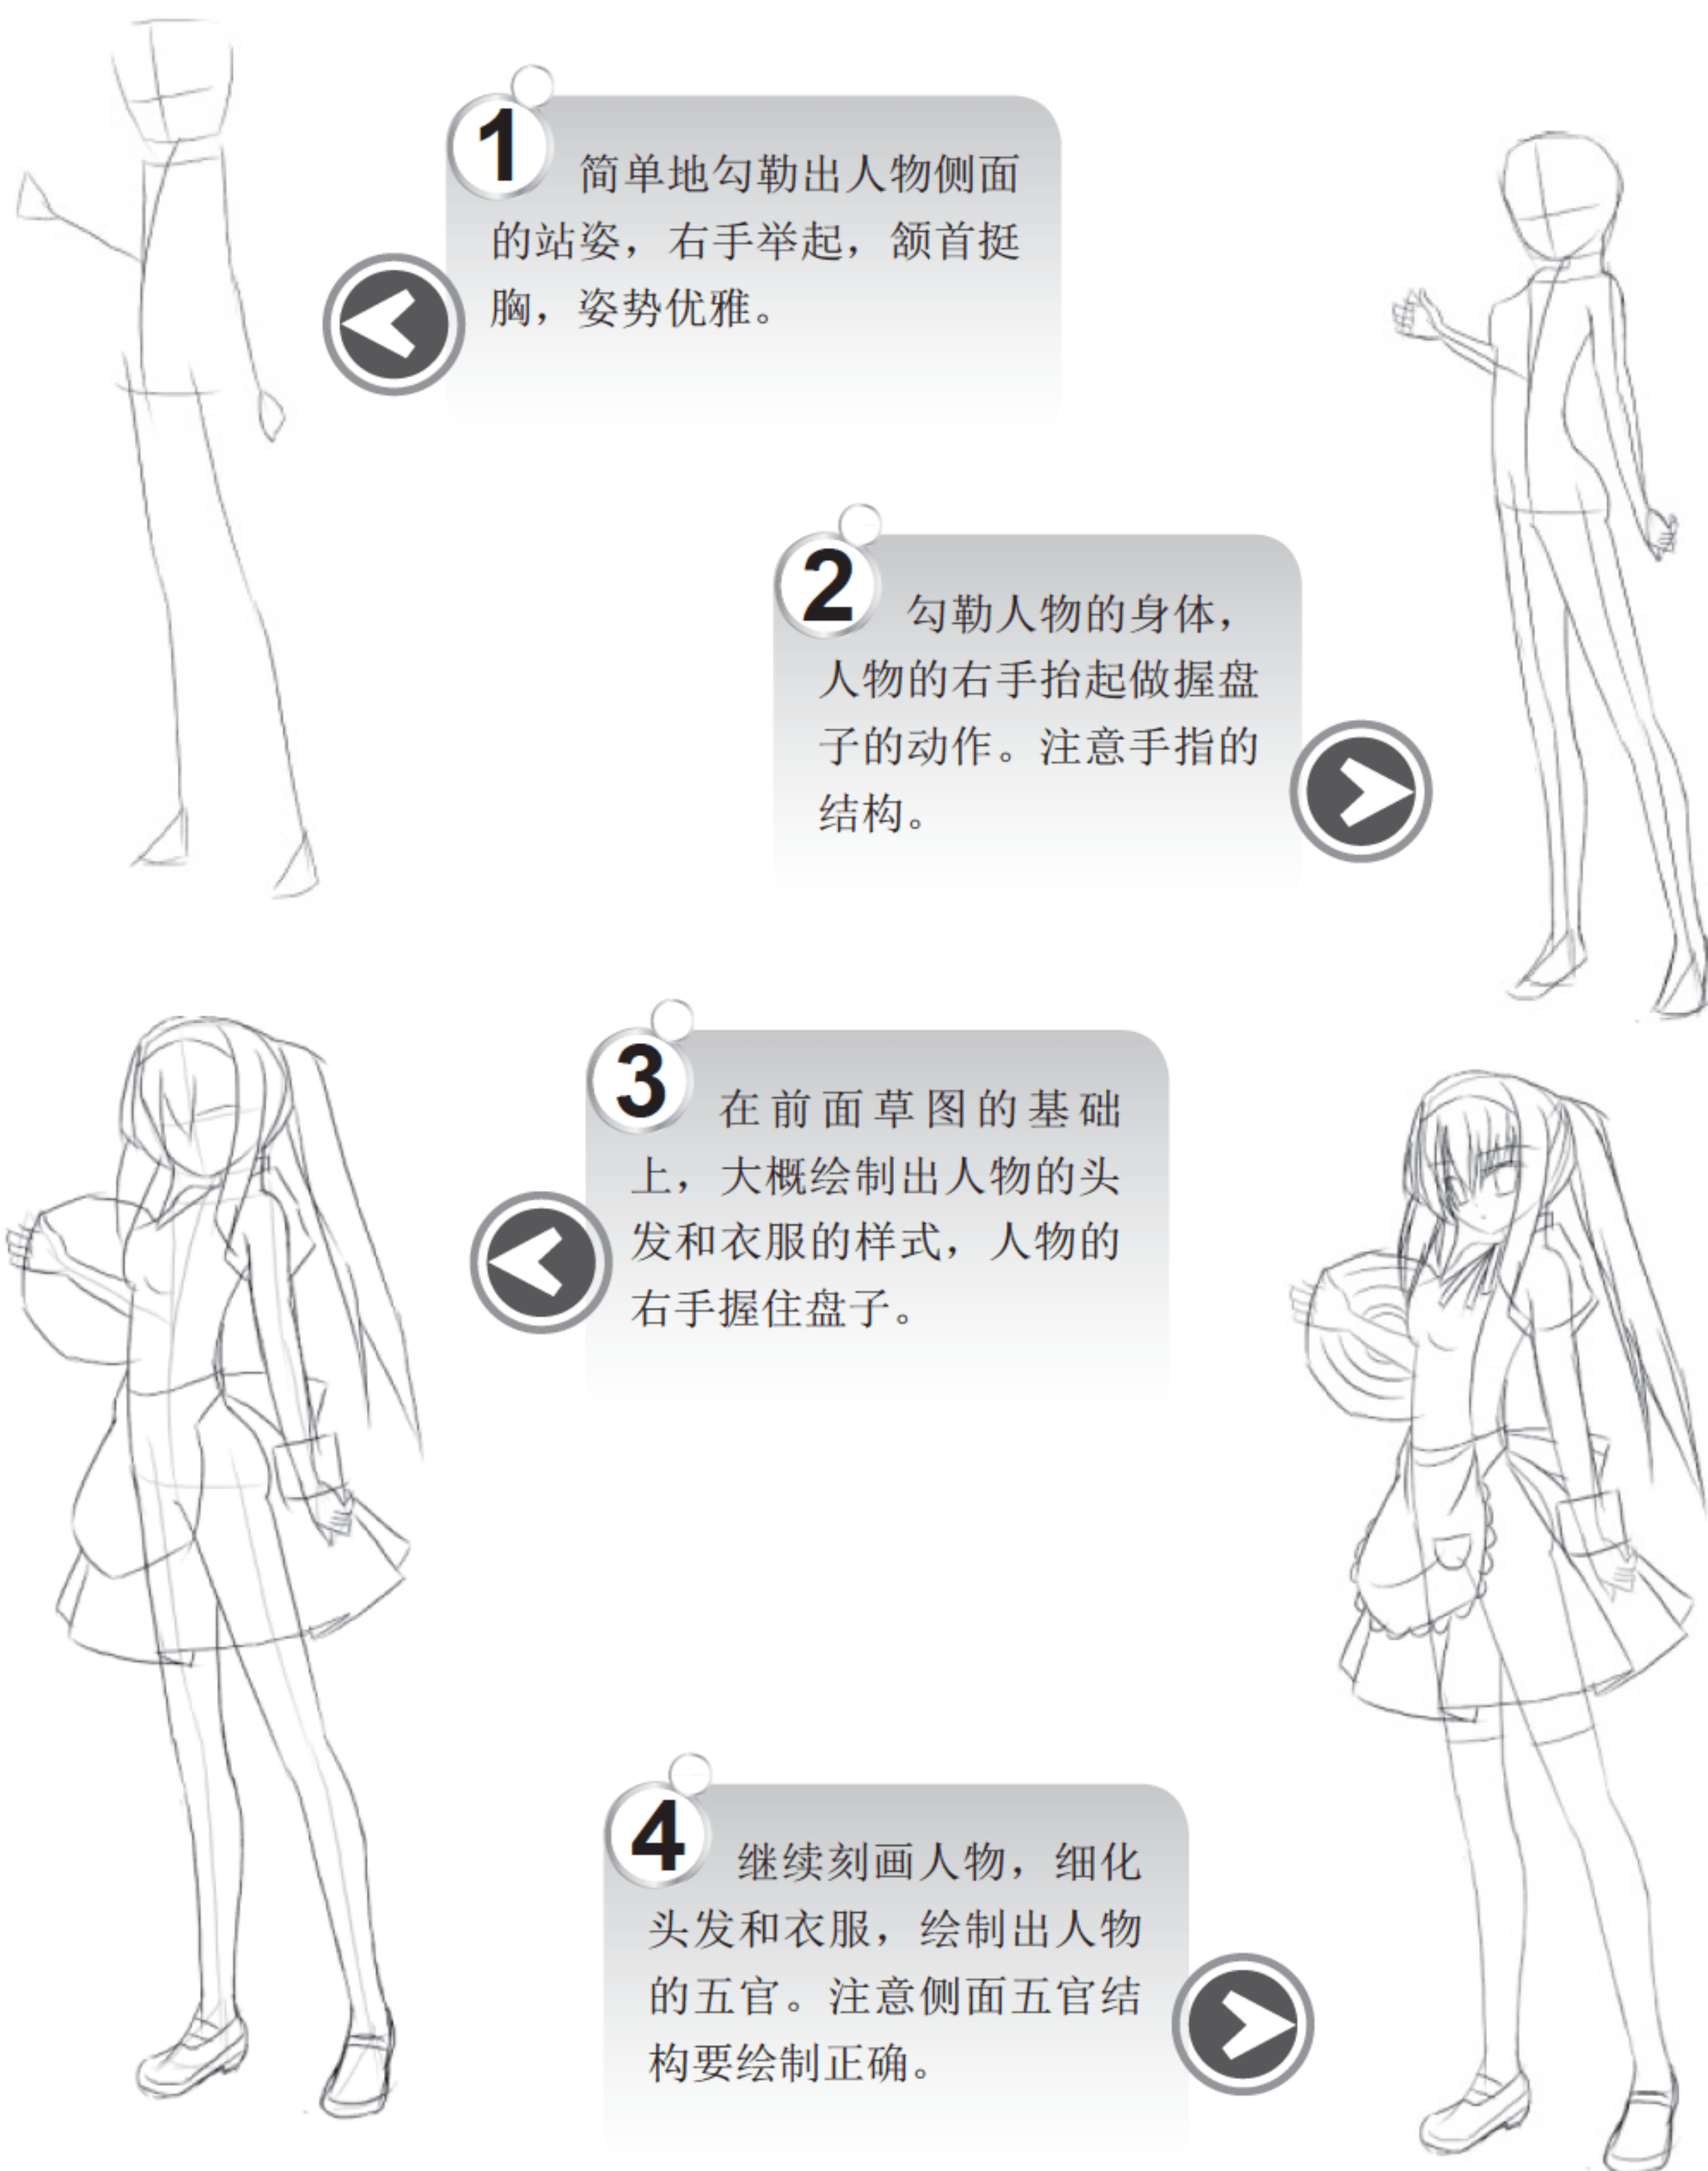 1
简单地勾勒出人物侧面
的站姿，右手举起，颔首挺
胸，姿势优雅。
2
勾勒人物的身体，
人物的右手抬起做握盘
子的动作。注意手指的
结构。
3
在前面草图的基础
上，大概绘制出人物的头
发和衣服的样式，人物的
右手握住盘子。
4
继续刻画人物，细化
头发和衣服，绘制出人物
的五官。注意侧面五官结
构要绘制正确。